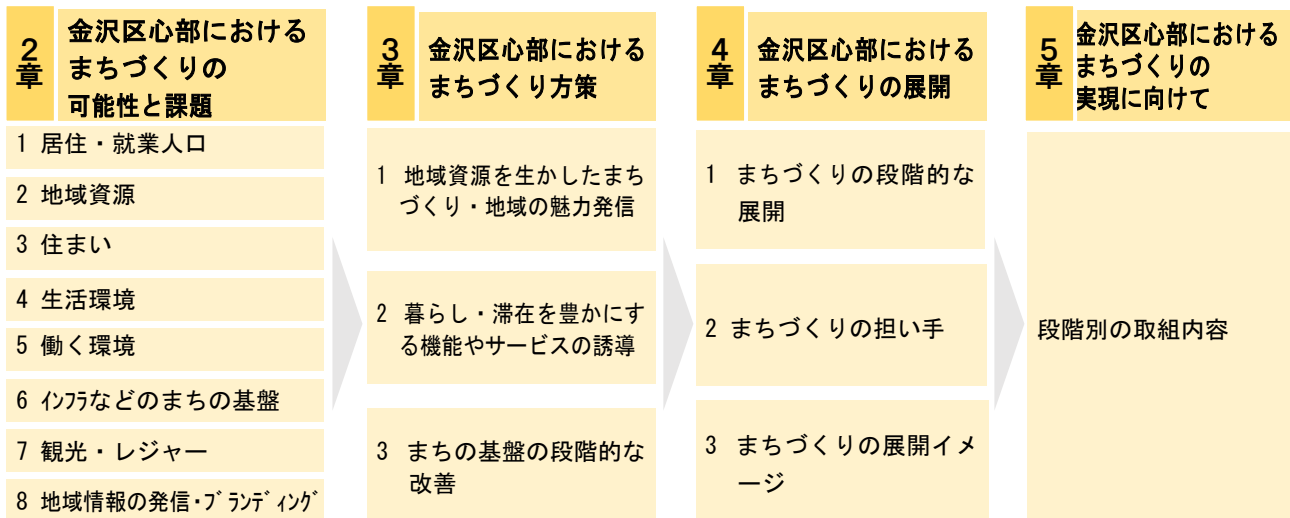 2章
金沢区心部における
まちづくりの
可能性と課題
1 居住・就業人口
2 地域資源
3 住まい
4 生活環境
5 働く環境
6 ｲﾝﾌﾗなどのまちの基盤
7 観光・レジャー
8 地域情報の発信・ﾌﾞﾗﾝﾃﾞｨﾝｸﾞ
3章
金沢区心部における
まちづくり方策
1 地域資源を生かしたまち
づくり・地域の魅力発信
2 暮らし・滞在を豊かにす
る機能やサービスの誘導
3 まちの基盤の段階的な
改善
4章
金沢区心部における
まちづくりの展開
1 まちづくりの段階的な
展開
2 まちづくりの担い手
3 まちづくりの展開イメ
ージ
5章
金沢区心部における
まちづくりの
実現に向けて
段階別の取組内容